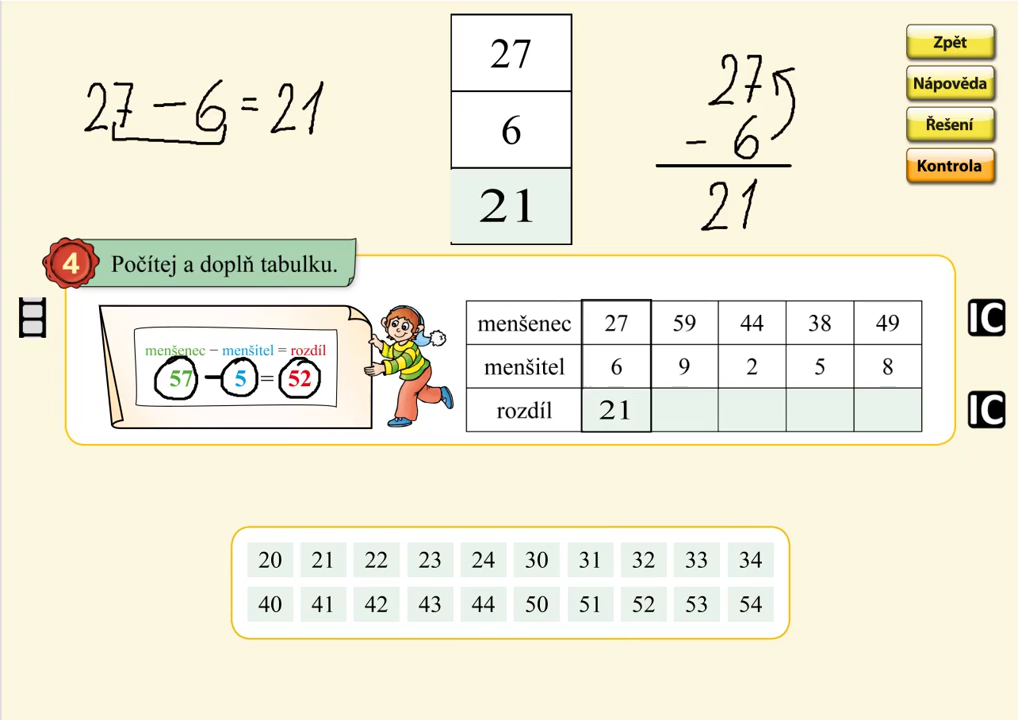 27 – 6 = 21
27
6
21
27
- 6
21
Zpět
Nápověda
Řešení
Kontrola
4 Počítej a doplň tabulku.
menšenec − menšitel = rozdíl
57 − 5 = 52
menšenec 27 59 44 38 49
menšitel 6 9 2 5 8
rozdíl 21
IC
IC
20 21 22 23 24 30 31 32 33 34
40 41 42 43 44 50 51 52 53 54